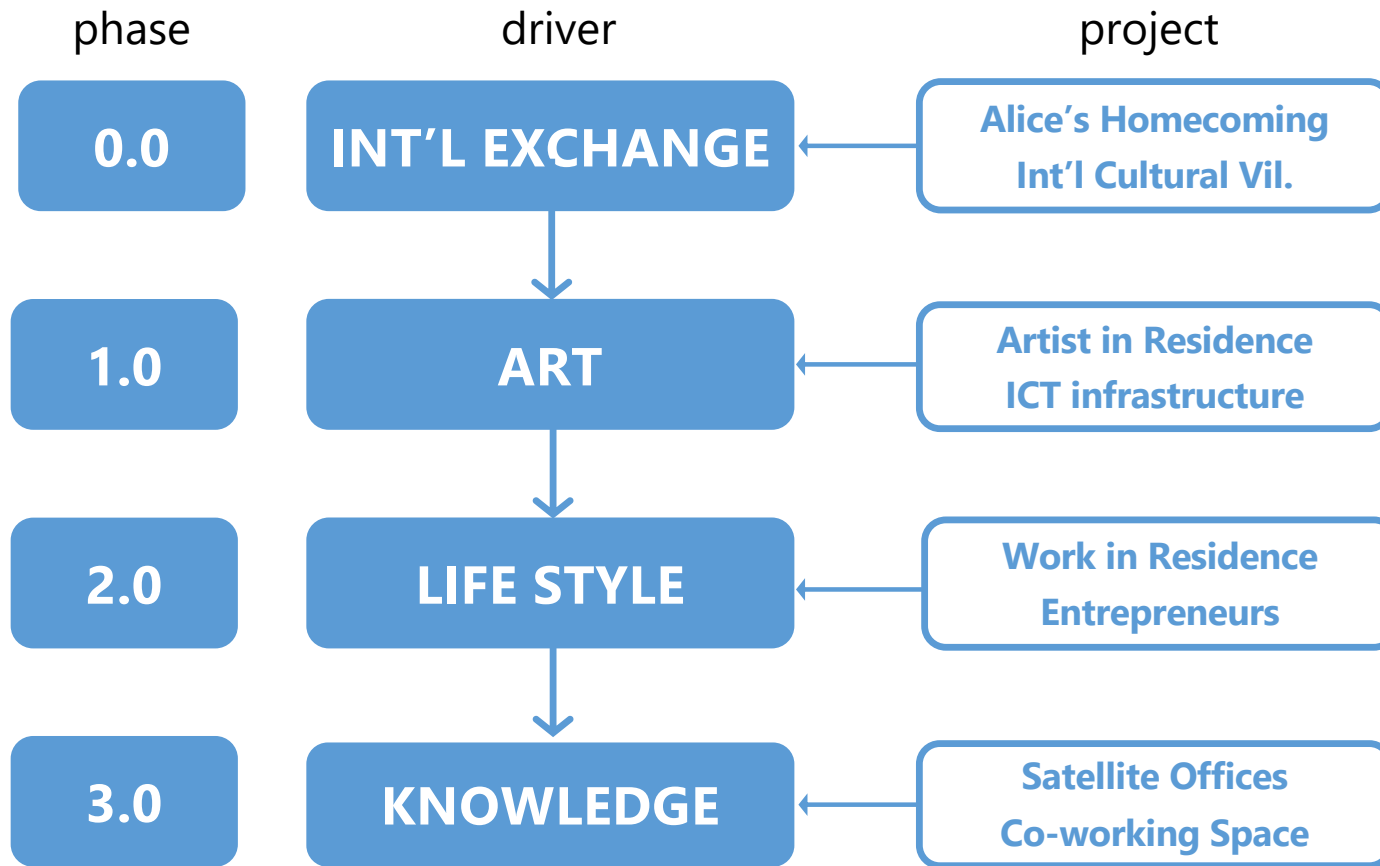 phase driver project
0.0 INT’L EXCHANGE Alice’s Homecoming
Int’l Cultural Vil.
1.0 ART Artist in Residence
ICT infrastructure
2.0 LIFE STYLE Work in Residence
Entrepreneurs
3.0 KNOWLEDGE Satellite Offices
Co-working Space